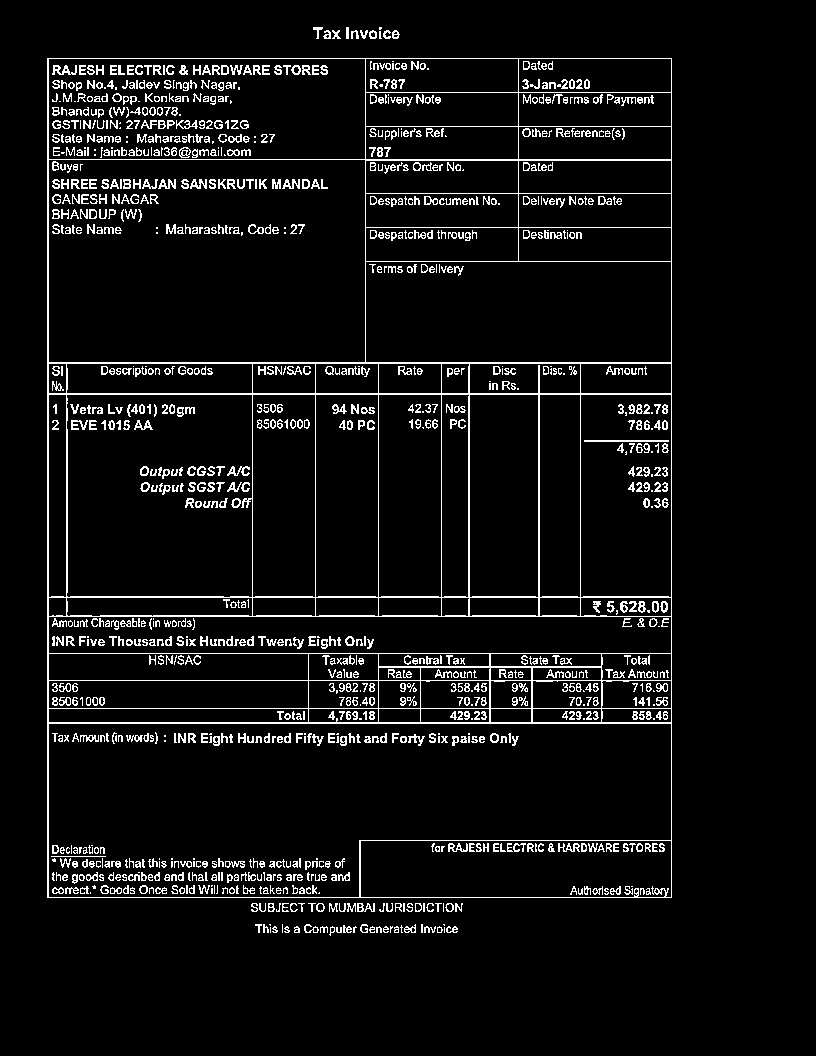 Tax Invoice
RAJESH ELECTRIC & HARDWARE STORES
Shop No.4, Jaidev Singh Nagar,
J.M.Road Opp. Konkan Nagar,
Bhandup (W)-400078.
GSTIN/UIN: 27AFBPK3492G1ZG
State Name : Maharashtra, Code : 27
E-Mail : jainbabulal36@gmail.com
Invoice No.
R-787
Dated
3-Jan-2020
Delivery Note
Mode/Terms of Payment
Supplier's Ref.
787
Other Reference(s)
Buyer
SHREE SAIBHAJAN SANSKRUTIK MANDAL
GANESH NAGAR
BHANDUP (W)
State Name : Maharashtra, Code : 27
Buyer's Order No.
Dated
Despatch Document No.
Delivery Note Date
Despatched through
Destination
Terms of Delivery
Sl No. Description of Goods HSN/SAC Quantity Rate per Disc in Rs. Disc. % Amount
1 Vetra Lv (401) 20gm 3506 94 Nos 42.37 Nos 3,982.78
2 EVE 1015 AA 85061000 40 PC 19.66 PC 786.40
4,769.18
Output CGST A/C 429.23
Output SGST A/C 429.23
Round Off 0.36
Total ₹ 5,628.00
Amount Chargeable (in words) E. & O.E
INR Five Thousand Six Hundred Twenty Eight Only
HSN/SAC Taxable Value Central Tax Rate Amount State Tax Rate Amount Total Tax Amount
3506 3,982.78 9% 358.45 9% 358.45 716.90
85061000 786.40 9% 70.78 9% 70.78 141.56
Total 4,769.18 429.23 429.23 858.46
Tax Amount (in words) : INR Eight Hundred Fifty Eight and Forty Six paise Only
Declaration
* We declare that this invoice shows the actual price of
the goods described and that all particulars are true and
correct.* Goods Once Sold Will not be taken back.
for RAJESH ELECTRIC & HARDWARE STORES
Authorised Signatory
SUBJECT TO MUMBAI JURISDICTION
This is a Computer Generated Invoice